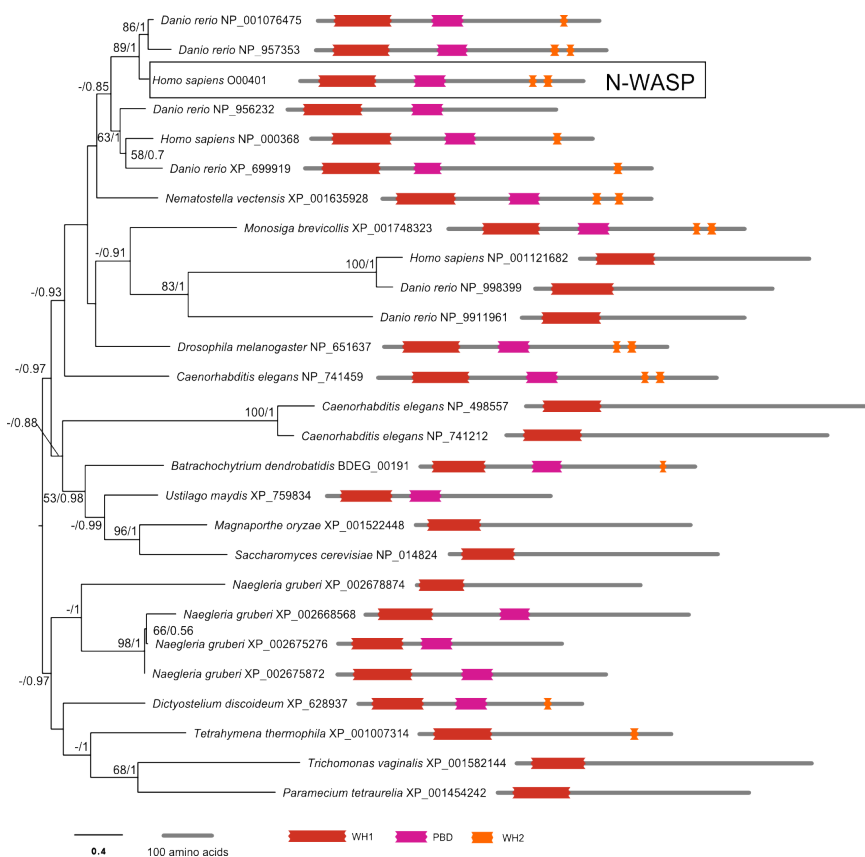 Danio rerio NP_001076475
86/1
89/1
Danio rerio NP_957353
Homo sapiens O00401
N-WASP
-/0.85
Danio rerio NP_956232
63/1
Homo sapiens NP_000368
58/0.7
Danio rerio XP_699919
Nematostella vectensis XP_001635928
Monosiga brevicollis XP_001748323
-/0.91
Homo sapiens NP_001121682
100/1
83/1
Danio rerio NP_998399
-/0.93
Danio rerio NP_9911961
Drosophila melanogaster NP_651637
-/0.97
Caenorhabditis elegans NP_741459
Caenorhabditis elegans NP_498557
100/1
-/0.88
Caenorhabditis elegans NP_741212
Batrachochytrium dendrobatidis BDEG_00191
53/0.98
Ustilago maydis XP_759834
-/0.99
Magnaporthe oryzae XP_001522448
96/1
Saccharomyces cerevisiae NP_014824
Naegleria gruberi XP_002678874
-/1
Naegleria gruberi XP_002668568
66/0.56
98/1
Naegleria gruberi XP_002675276
Naegleria gruberi XP_002675872
-/0.97
Dictyostelium discoideum XP_628937
Tetrahymena thermophila XP_001007314
-/1
Trichomonas vaginalis XP_001582144
68/1
Paramecium tetraurelia XP_001454242
0.4
100 amino acids
WH1
PBD
WH2